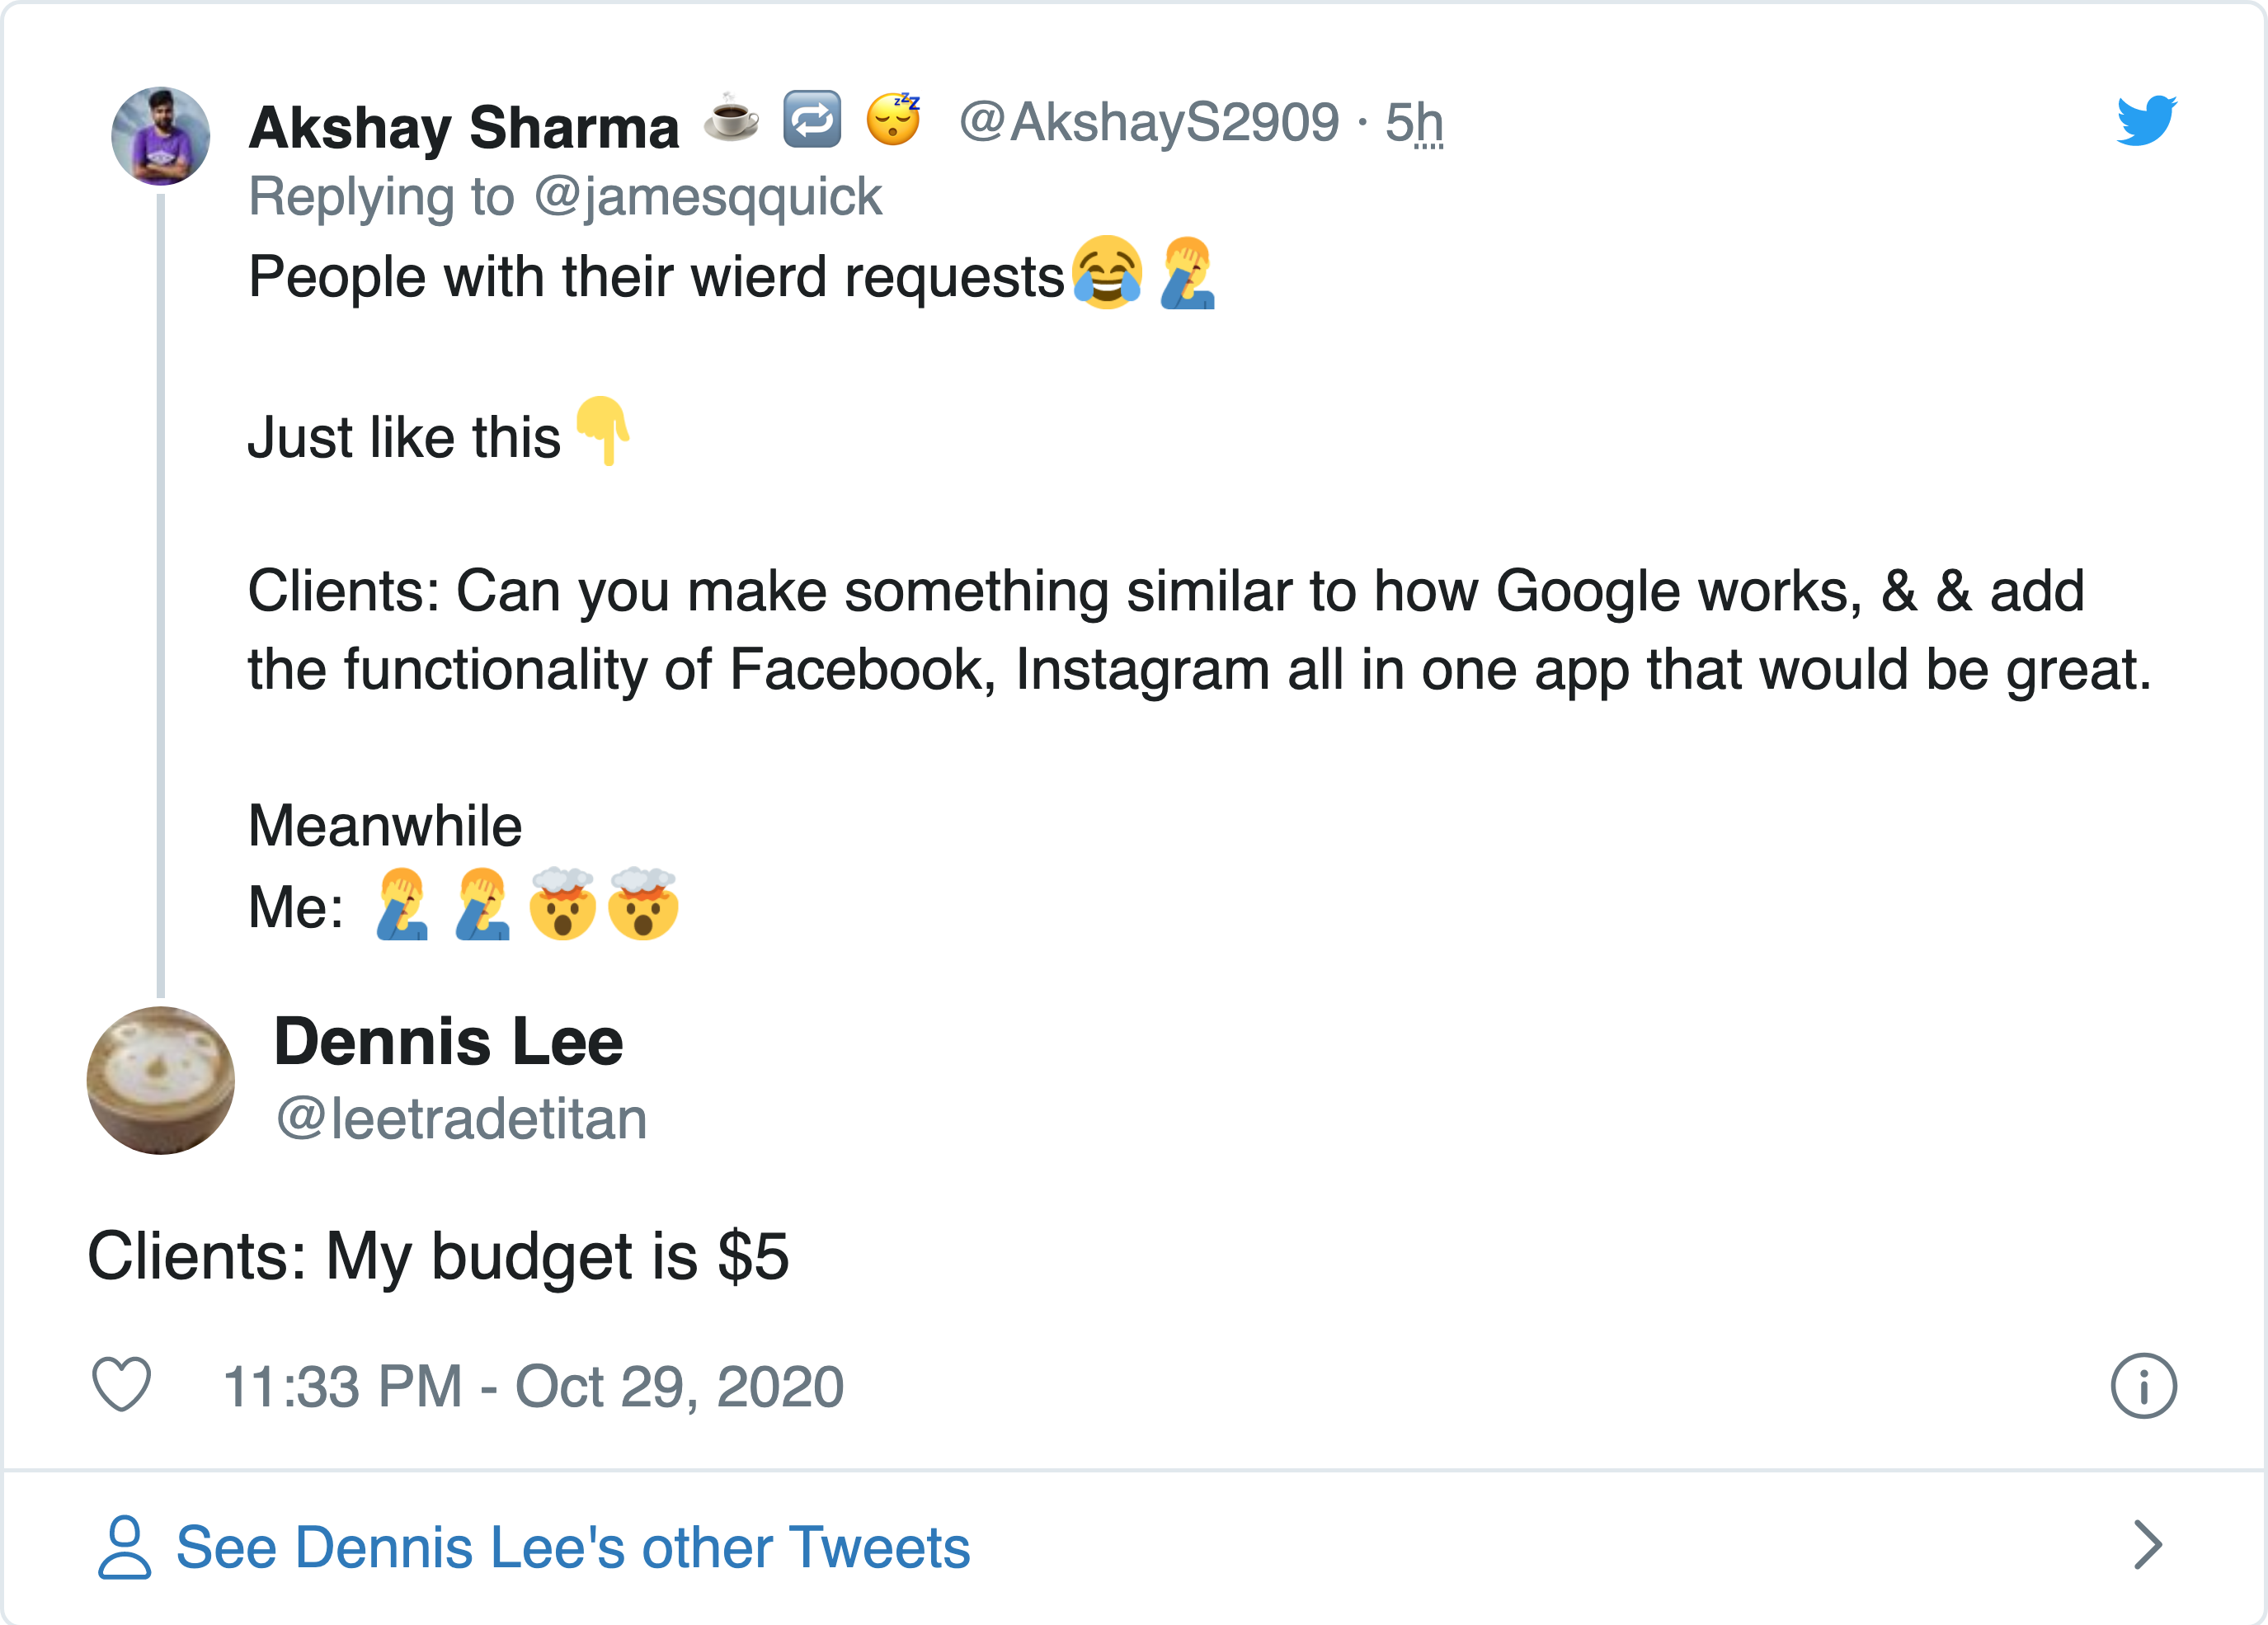 Akshay Sharma ☕ 🔁 😴 @AkshayS2909 · 5h
Replying to @jamesqquick
People with their wierd requests😂🤦‍♂️
Just like this👇
Clients: Can you make something similar to how Google works, & & add
the functionality of Facebook, Instagram all in one app that would be great.
Meanwhile
Me: 🤦‍♂️🤦‍♂️🤯🤯
Dennis Lee
@leetradetitan
Clients: My budget is $5
11:33 PM - Oct 29, 2020
See Dennis Lee's other Tweets